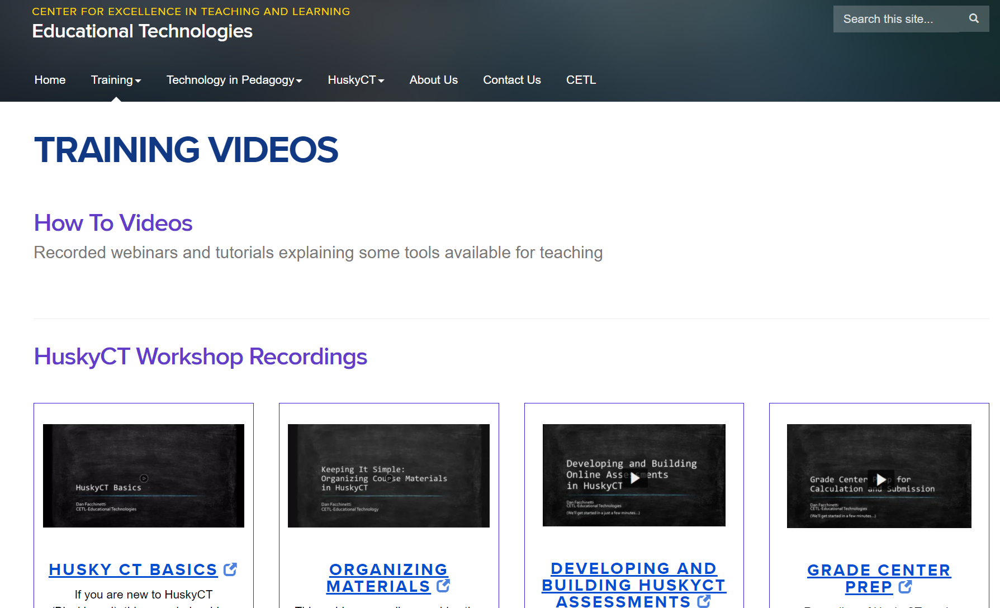 CENTER FOR EXCELLENCE IN TEACHING AND LEARNING
Educational Technologies
Search this site...
Home
Training
Technology in Pedagogy
HuskyCT
About Us
Contact Us
CETL
TRAINING VIDEOS
How To Videos
Recorded webinars and tutorials explaining some tools available for teaching
HuskyCT Workshop Recordings
HuskyCT Basics
Dan Facchinetti
CETL-Educational Technologies
HUSKY CT BASICS
If you are new to HuskyCT
Keeping It Simple:
Organizing Course Materials
in HuskyCT
Dan Facchinetti
CETL-Educational Technology
ORGANIZING
MATERIALS
Developing and Building
Online Assessments
in HuskyCT
Dan Facchinetti
CETL-Educational Technologies
(We'll get started in a just a few minutes...)
DEVELOPING AND
BUILDING HUSKYCT
ASSESSMENTS
Grade Center Prep for
Calculation and Submission
Dan Facchinetti
CETL-Educational Technologies
(We'll get started in a few minutes...)
GRADE CENTER
PREP